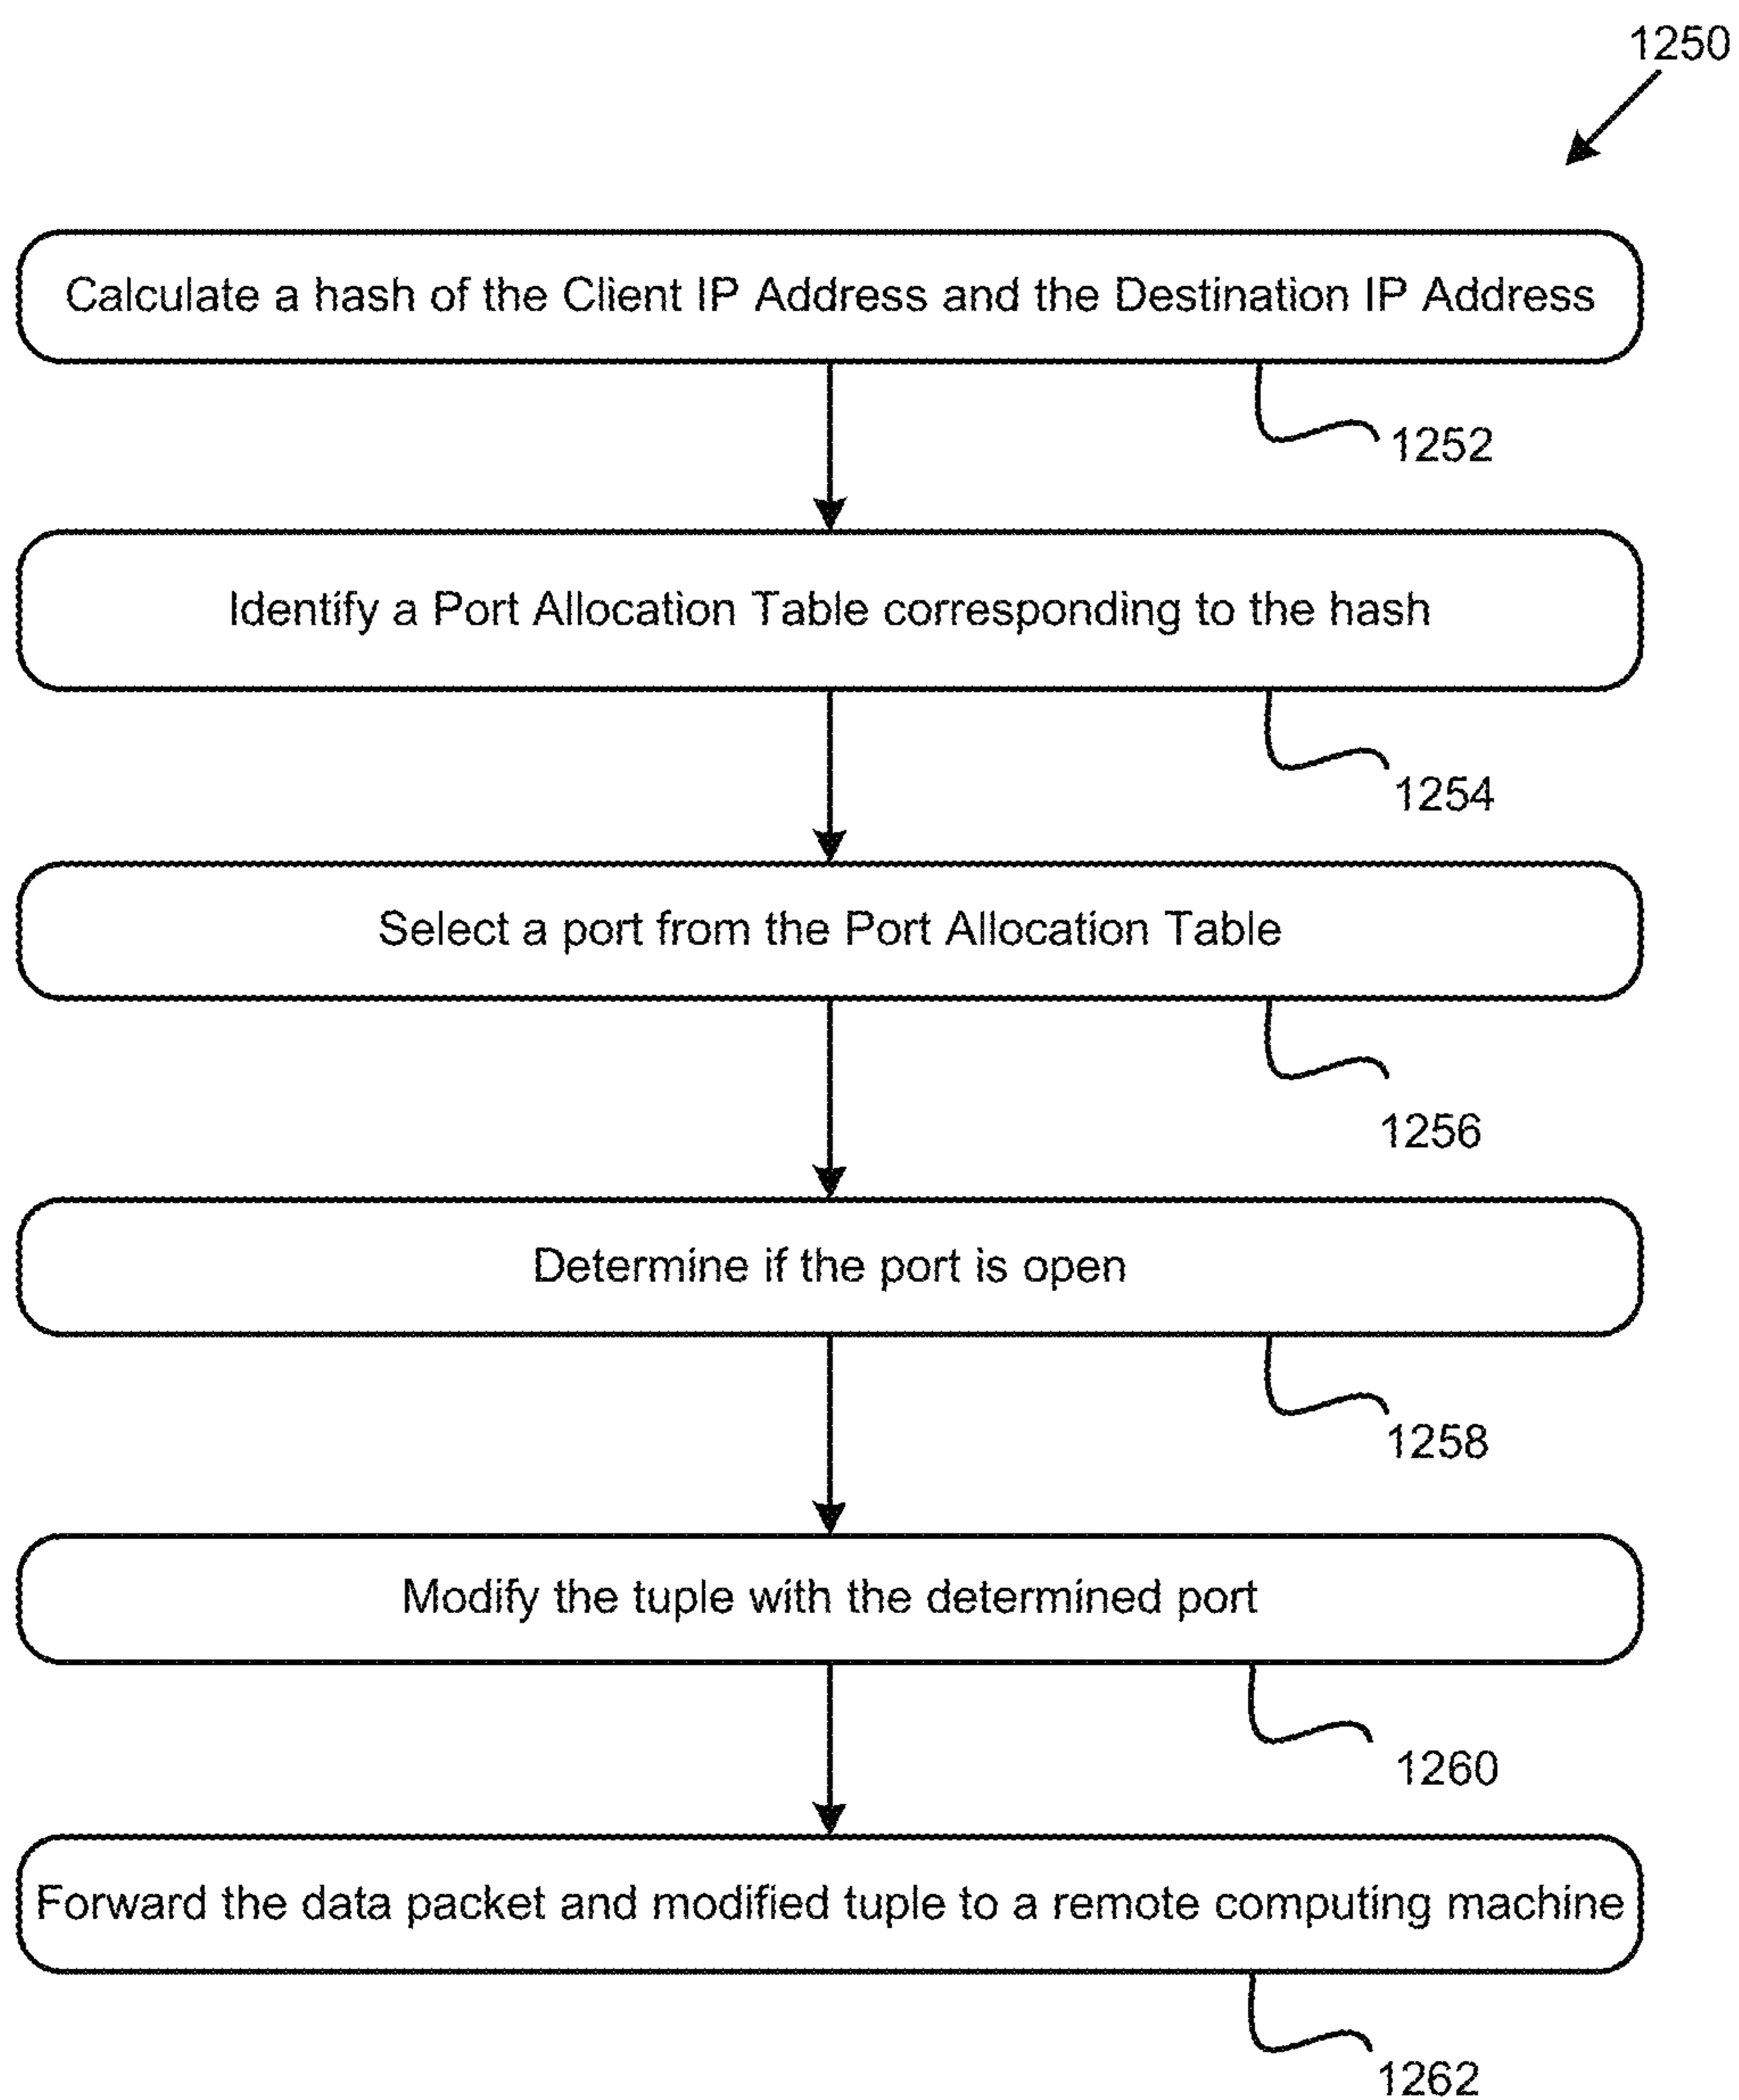 1250
Calculate a hash of the Client IP Address and the Destination IP Address
1252
Identify a Port Allocation Table corresponding to the hash
1254
Select a port from the Port Allocation Table
1256
Determine if the port is open
1258
Modify the tuple with the determined port
1260
Forward the data packet and modified tuple to a remote computing machine
1262